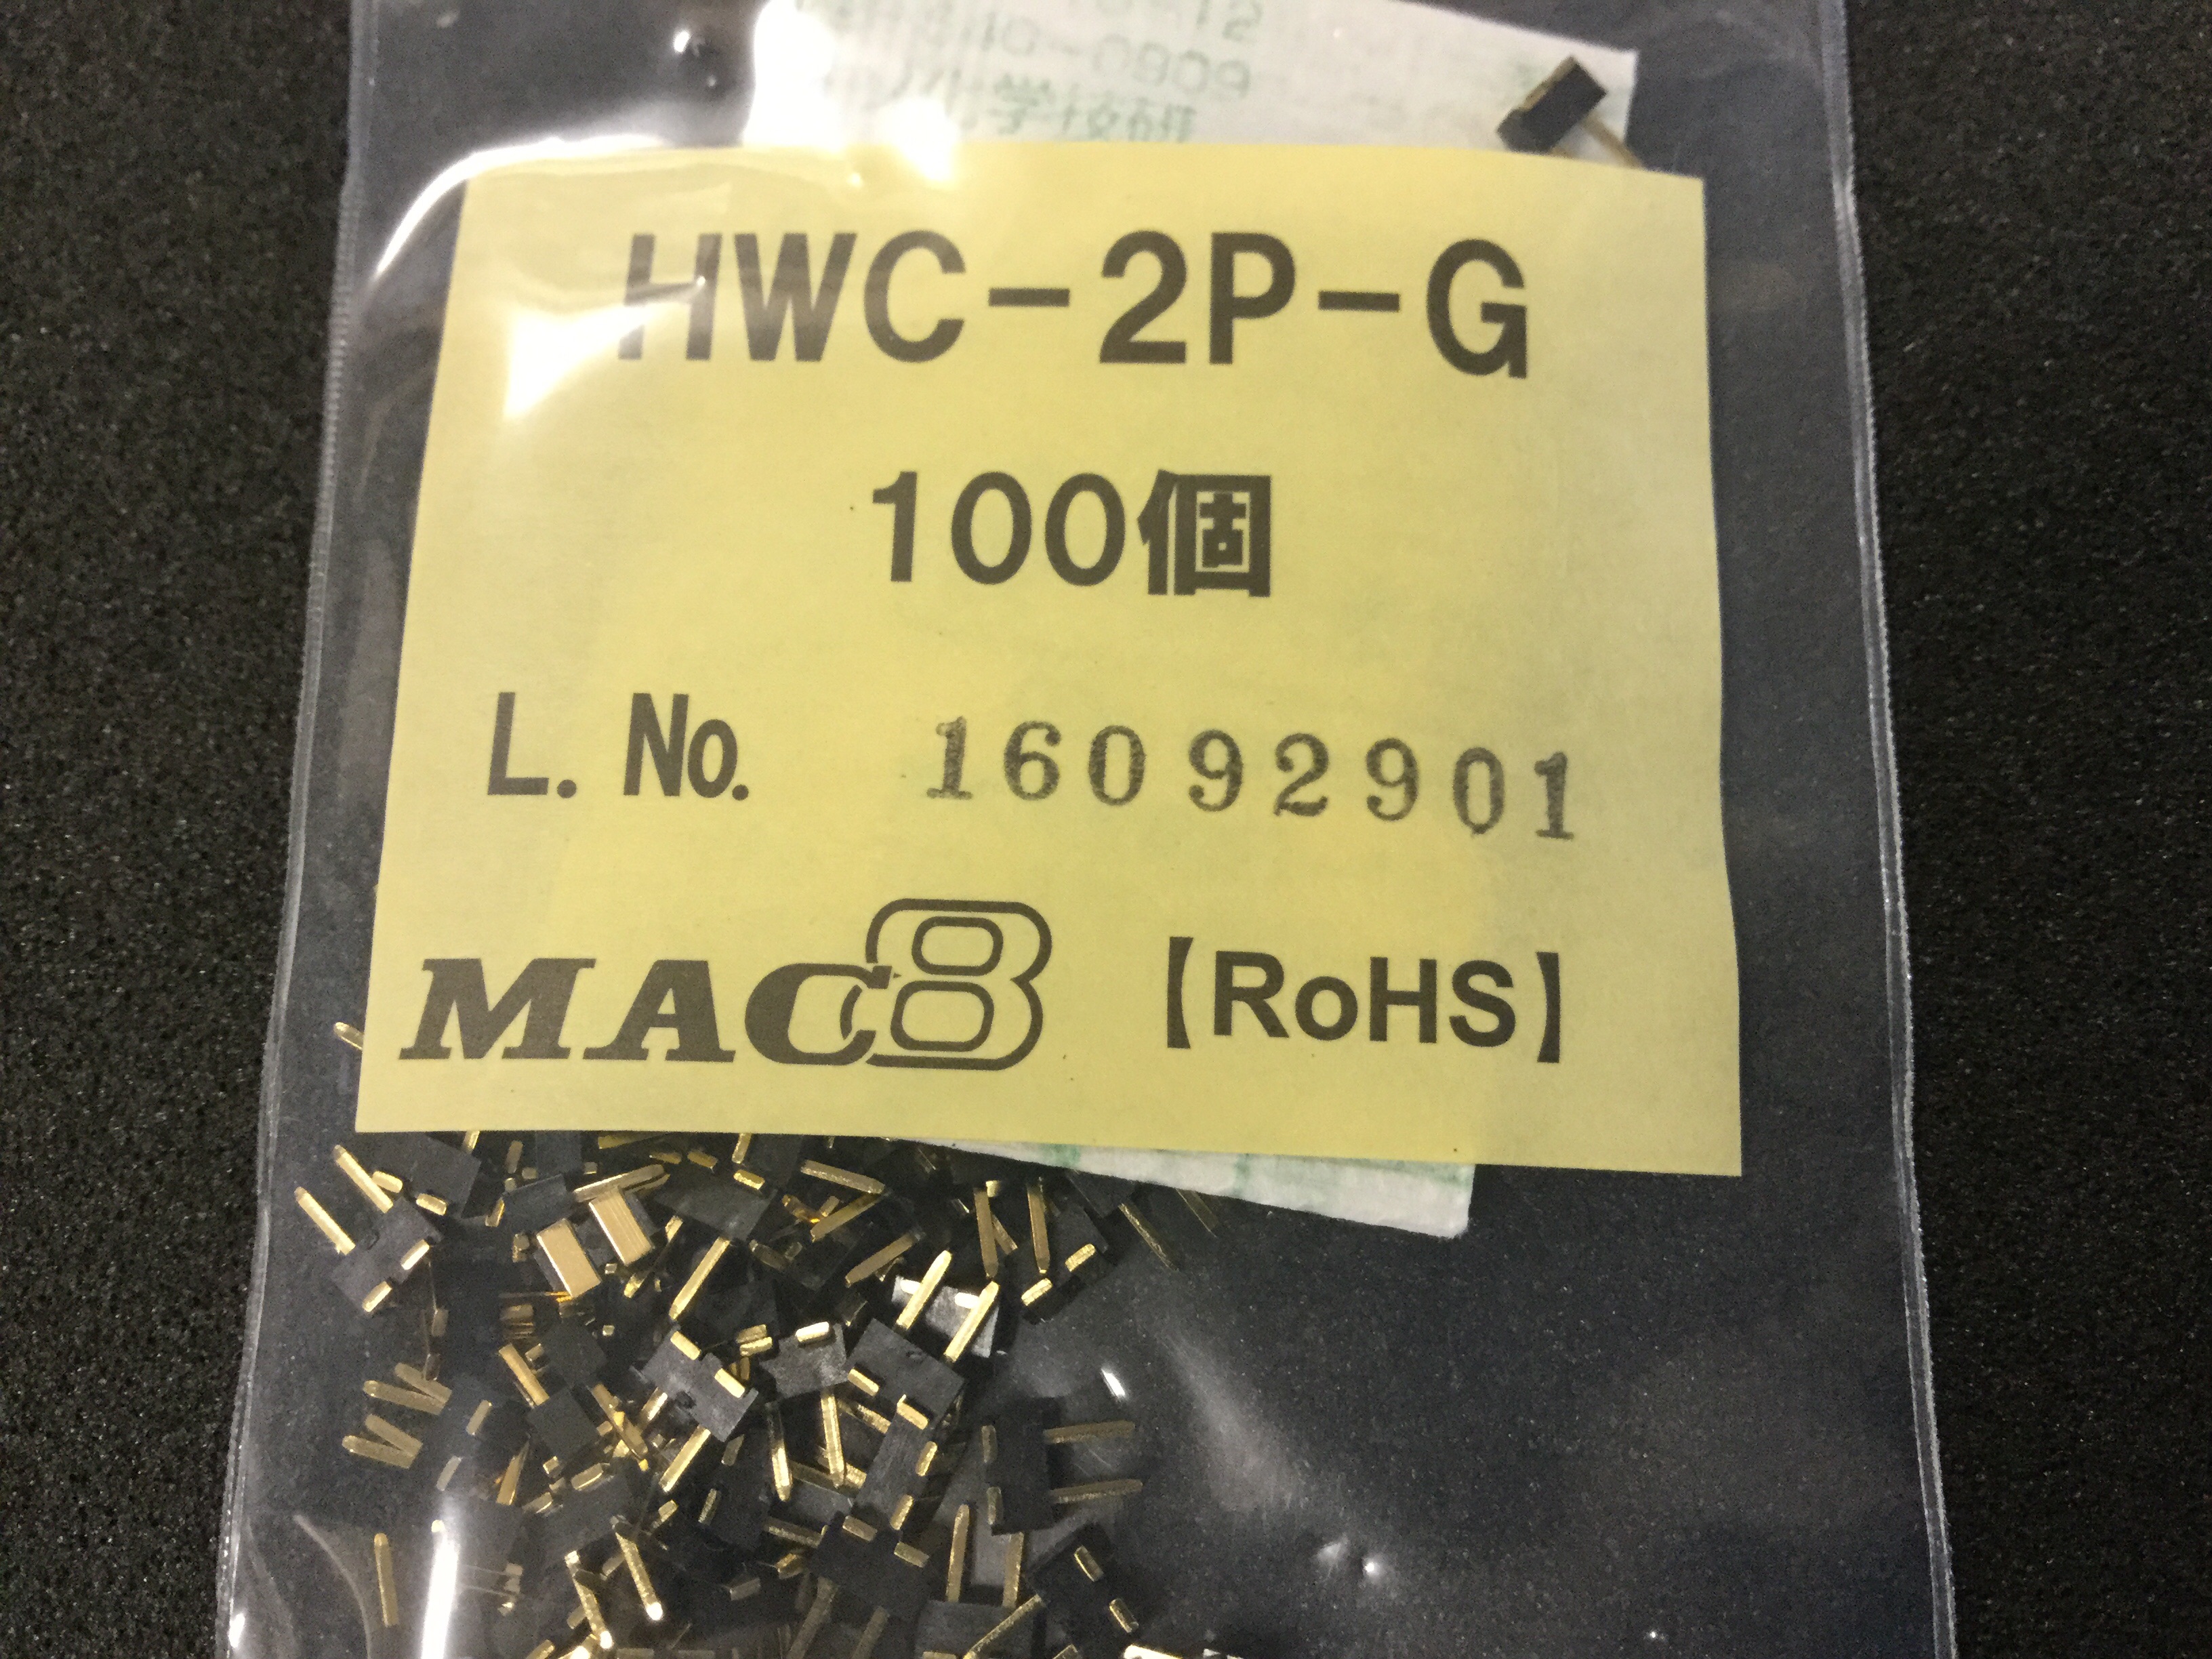 HWC-2P-G
100個
L. No. 16092901
MAC8 【RoHS】